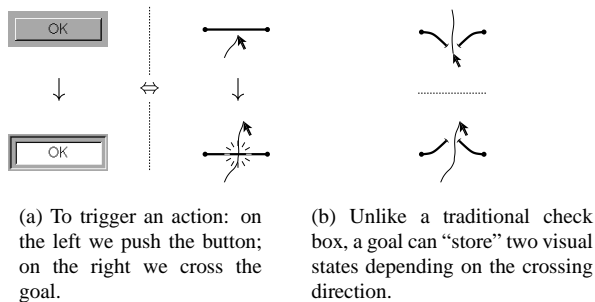 OK
OK
(a) To trigger an action: on
the left we push the button;
on the right we cross the
goal.
(b) Unlike a traditional check
box, a goal can “store” two visual
states depending on the crossing
direction.